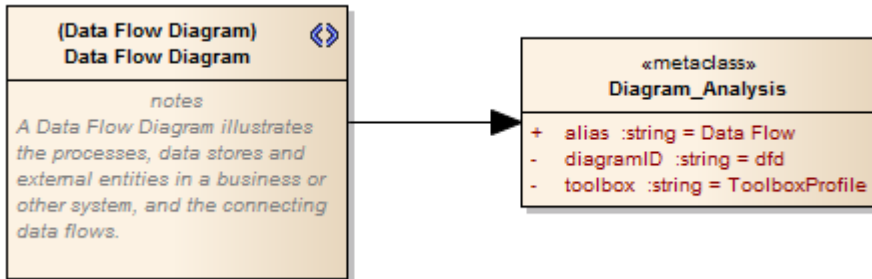 (Data Flow Diagram)
Data Flow Diagram
notes
A Data Flow Diagram illustrates
the processes, data stores and
external entities in a business or
other system, and the connecting
data flows.
«metaclass»
Diagram_Analysis
+ alias :string = Data Flow
- diagramID :string = dfd
- toolbox :string = ToolboxProfile